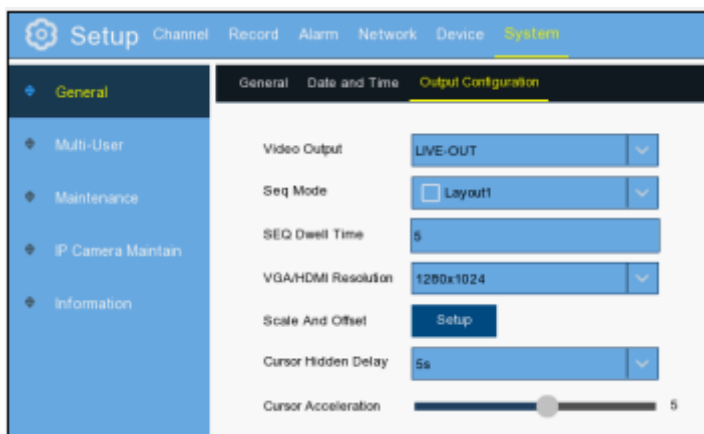 Setup Channel Record Alarm Network Device System
General
Multi-User
Maintenance
IP Camera Maintain
Information
General Date and Time Output Configuration
Video Output LIVE-OUT
Seq Mode Layout1
SEQ Dwell Time 5
VGA/HDMI Resolution 1280x1024
Scale And Offset Setup
Cursor Hidden Delay 5s
Cursor Acceleration 5